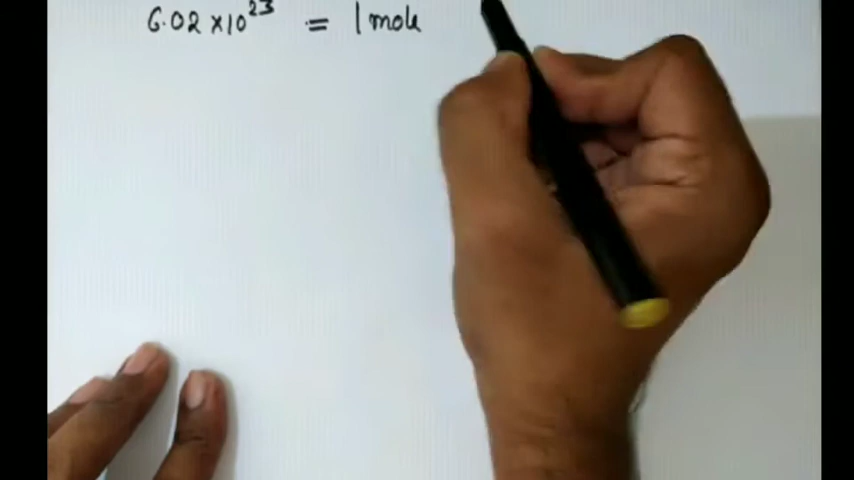 6.02 × 10²³ = 1 mole